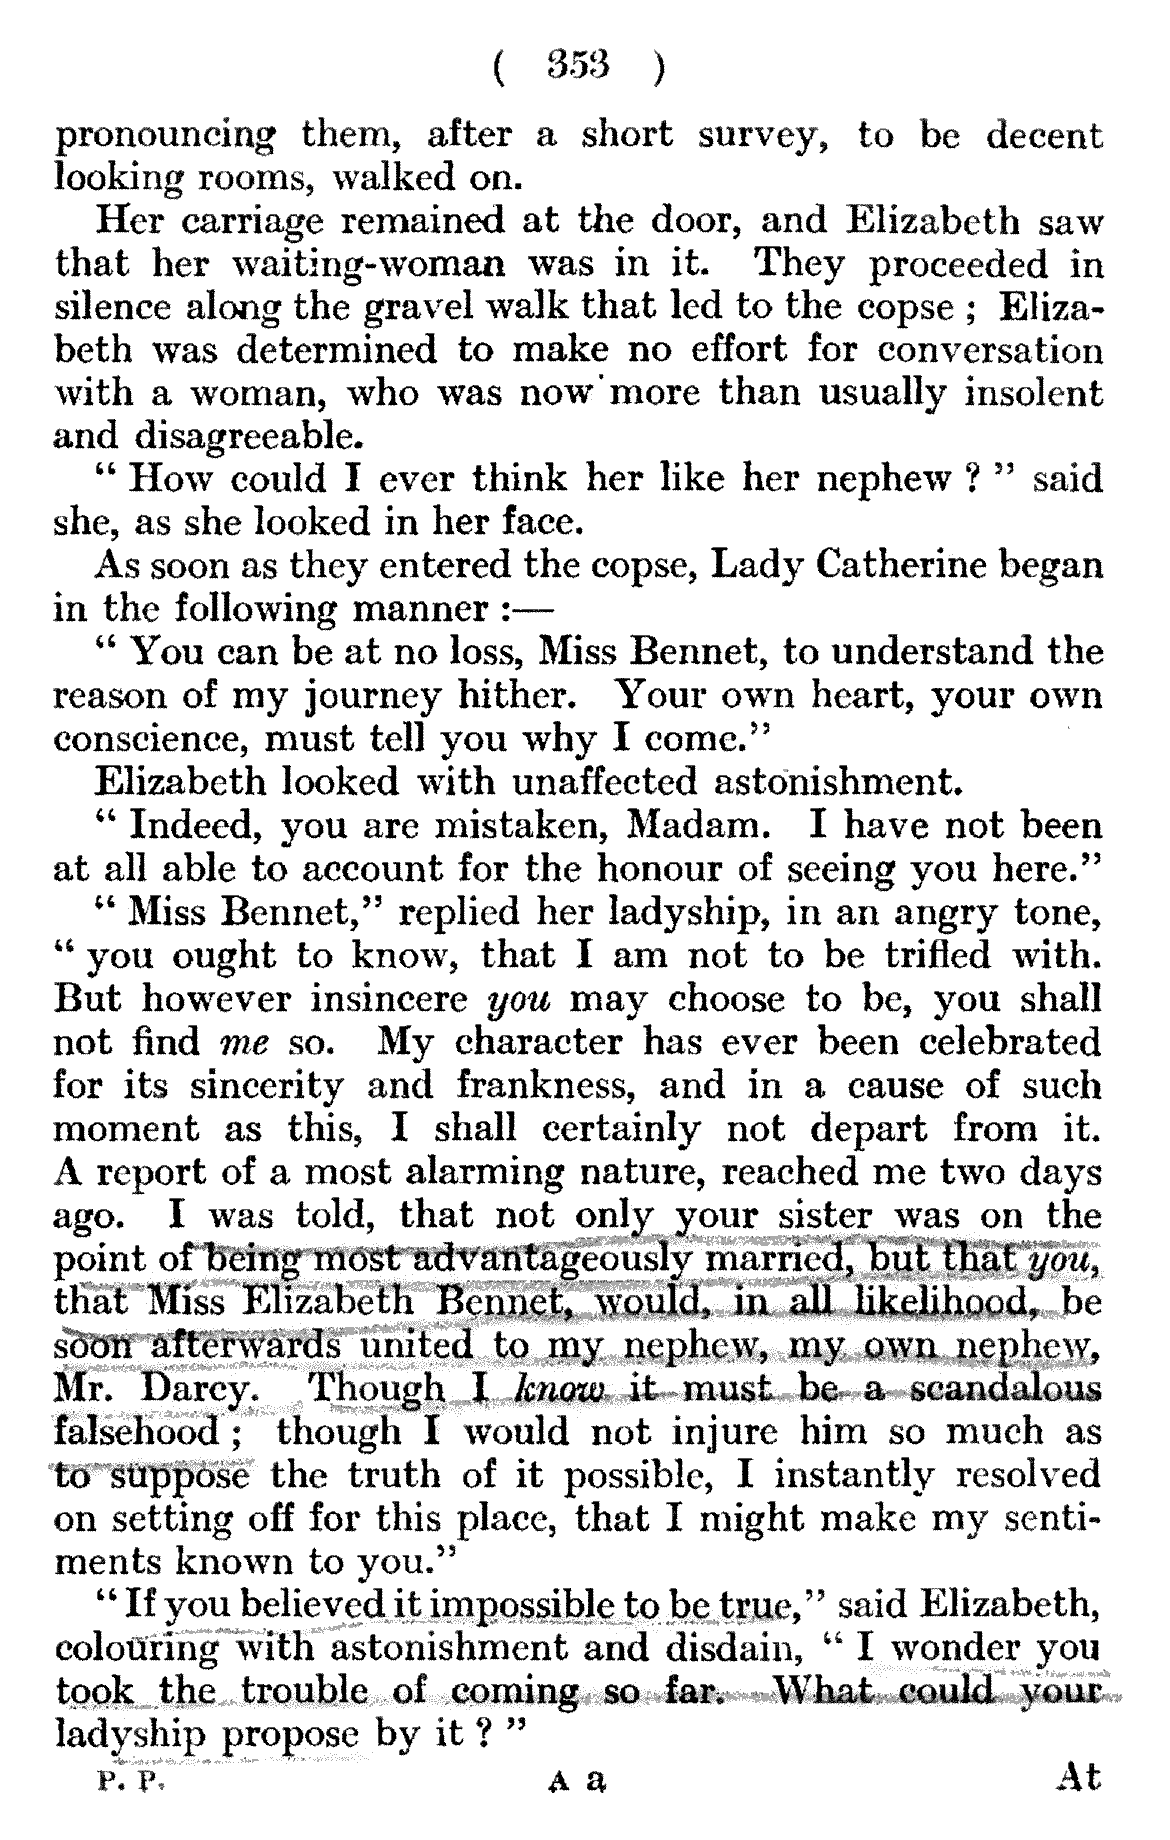 ( 353 )
pronouncing them, after a short survey, to be decent
looking rooms, walked on.
Her carriage remained at the door, and Elizabeth saw
that her waiting-woman was in it. They proceeded in
silence along the gravel walk that led to the copse ; Eliza-
beth was determined to make no effort for conversation
with a woman, who was now more than usually insolent
and disagreeable.
“ How could I ever think her like her nephew ? ” said
she, as she looked in her face.
As soon as they entered the copse, Lady Catherine began
in the following manner :—
“ You can be at no loss, Miss Bennet, to understand the
reason of my journey hither. Your own heart, your own
conscience, must tell you why I come.”
Elizabeth looked with unaffected astonishment.
“ Indeed, you are mistaken, Madam. I have not been
at all able to account for the honour of seeing you here.”
“ Miss Bennet,” replied her ladyship, in an angry tone,
“ you ought to know, that I am not to be trifled with.
But however insincere you may choose to be, you shall
not find me so. My character has ever been celebrated
for its sincerity and frankness, and in a cause of such
moment as this, I shall certainly not depart from it.
A report of a most alarming nature, reached me two days
ago. I was told, that not only your sister was on the
point of being most advantageously married, but that you,
that Miss Elizabeth Bennet, would, in all likelihood, be
soon afterwards united to my nephew, my own nephew,
Mr. Darcy. Though I know it must be a scandalous
falsehood ; though I would not injure him so much as
to suppose the truth of it possible, I instantly resolved
on setting off for this place, that I might make my senti-
ments known to you.”
“ If you believed it impossible to be true,” said Elizabeth,
colouring with astonishment and disdain, “ I wonder you
took the trouble of coming so far. What could your
ladyship propose by it ? ”
P. P. A a At